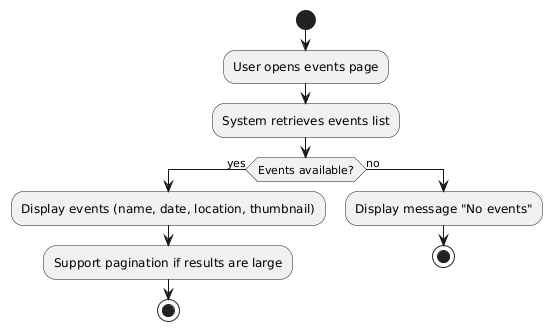 User opens events page
System retrieves events list
yes
Events available?
no
Display events (name, date, location, thumbnail)
Display message "No events"
Support pagination if results are large